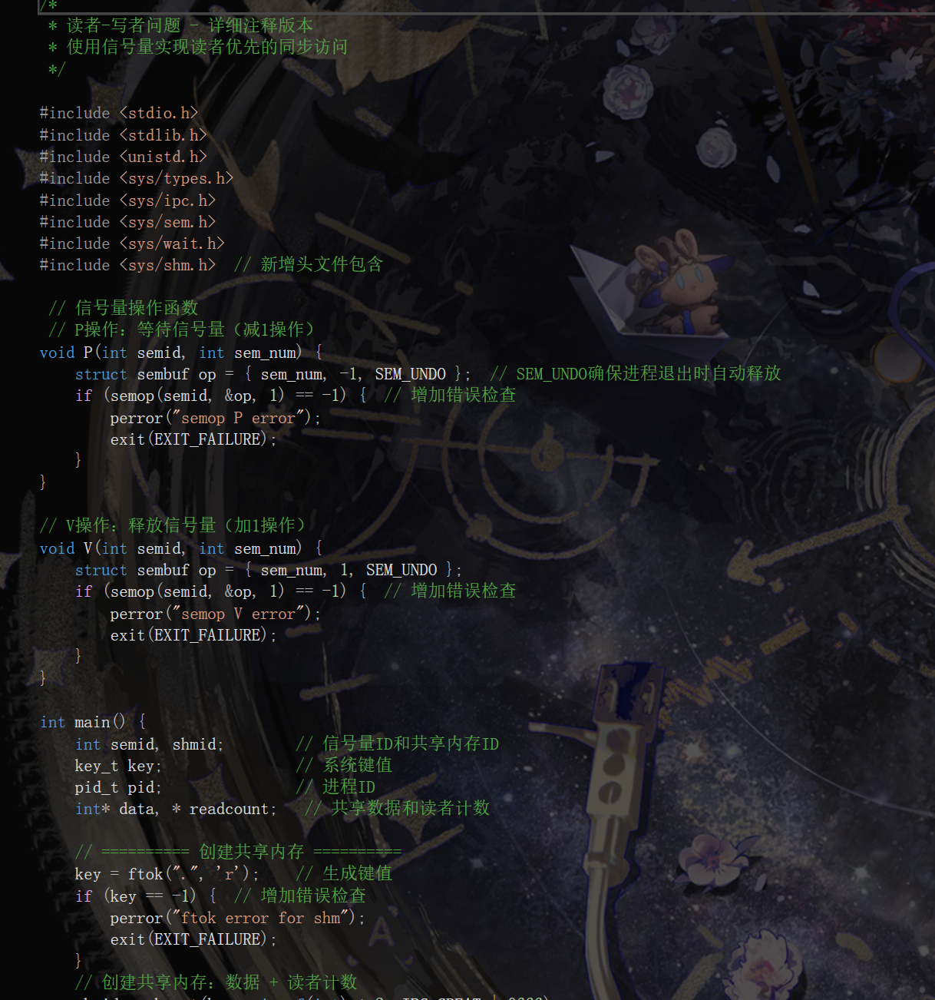 /*
 * 读者-写者问题 - 详细注释版本
 * 使用信号量实现读者优先的同步访问
 */
#include <stdio.h>
#include <stdlib.h>
#include <unistd.h>
#include <sys/types.h>
#include <sys/ipc.h>
#include <sys/sem.h>
#include <sys/wait.h>
#include <sys/shm.h>  // 新增头文件包含
 // 信号量操作函数
 // P操作：等待信号量（减1操作）
void P(int semid, int sem_num) {
    struct sembuf op = { sem_num, -1, SEM_UNDO };  // SEM_UNDO确保进程退出时自动释放
    if (semop(semid, &op, 1) == -1) {  // 增加错误检查
        perror("semop P error");
        exit(EXIT_FAILURE);
    }
}
// V操作：释放信号量（加1操作）
void V(int semid, int sem_num) {
    struct sembuf op = { sem_num, 1, SEM_UNDO };
    if (semop(semid, &op, 1) == -1) {  // 增加错误检查
        perror("semop V error");
        exit(EXIT_FAILURE);
    }
}
int main() {
    int semid, shmid;        // 信号量ID和共享内存ID
    key_t key;               // 系统键值
    pid_t pid;               // 进程ID
    int* data, * readcount;   // 共享数据和读者计数
    // ========== 创建共享内存 ==========
    key = ftok(".", 'r');    // 生成键值
    if (key == -1) {  // 增加错误检查
        perror("ftok error for shm");
        exit(EXIT_FAILURE);
    }
    // 创建共享内存：数据 + 读者计数